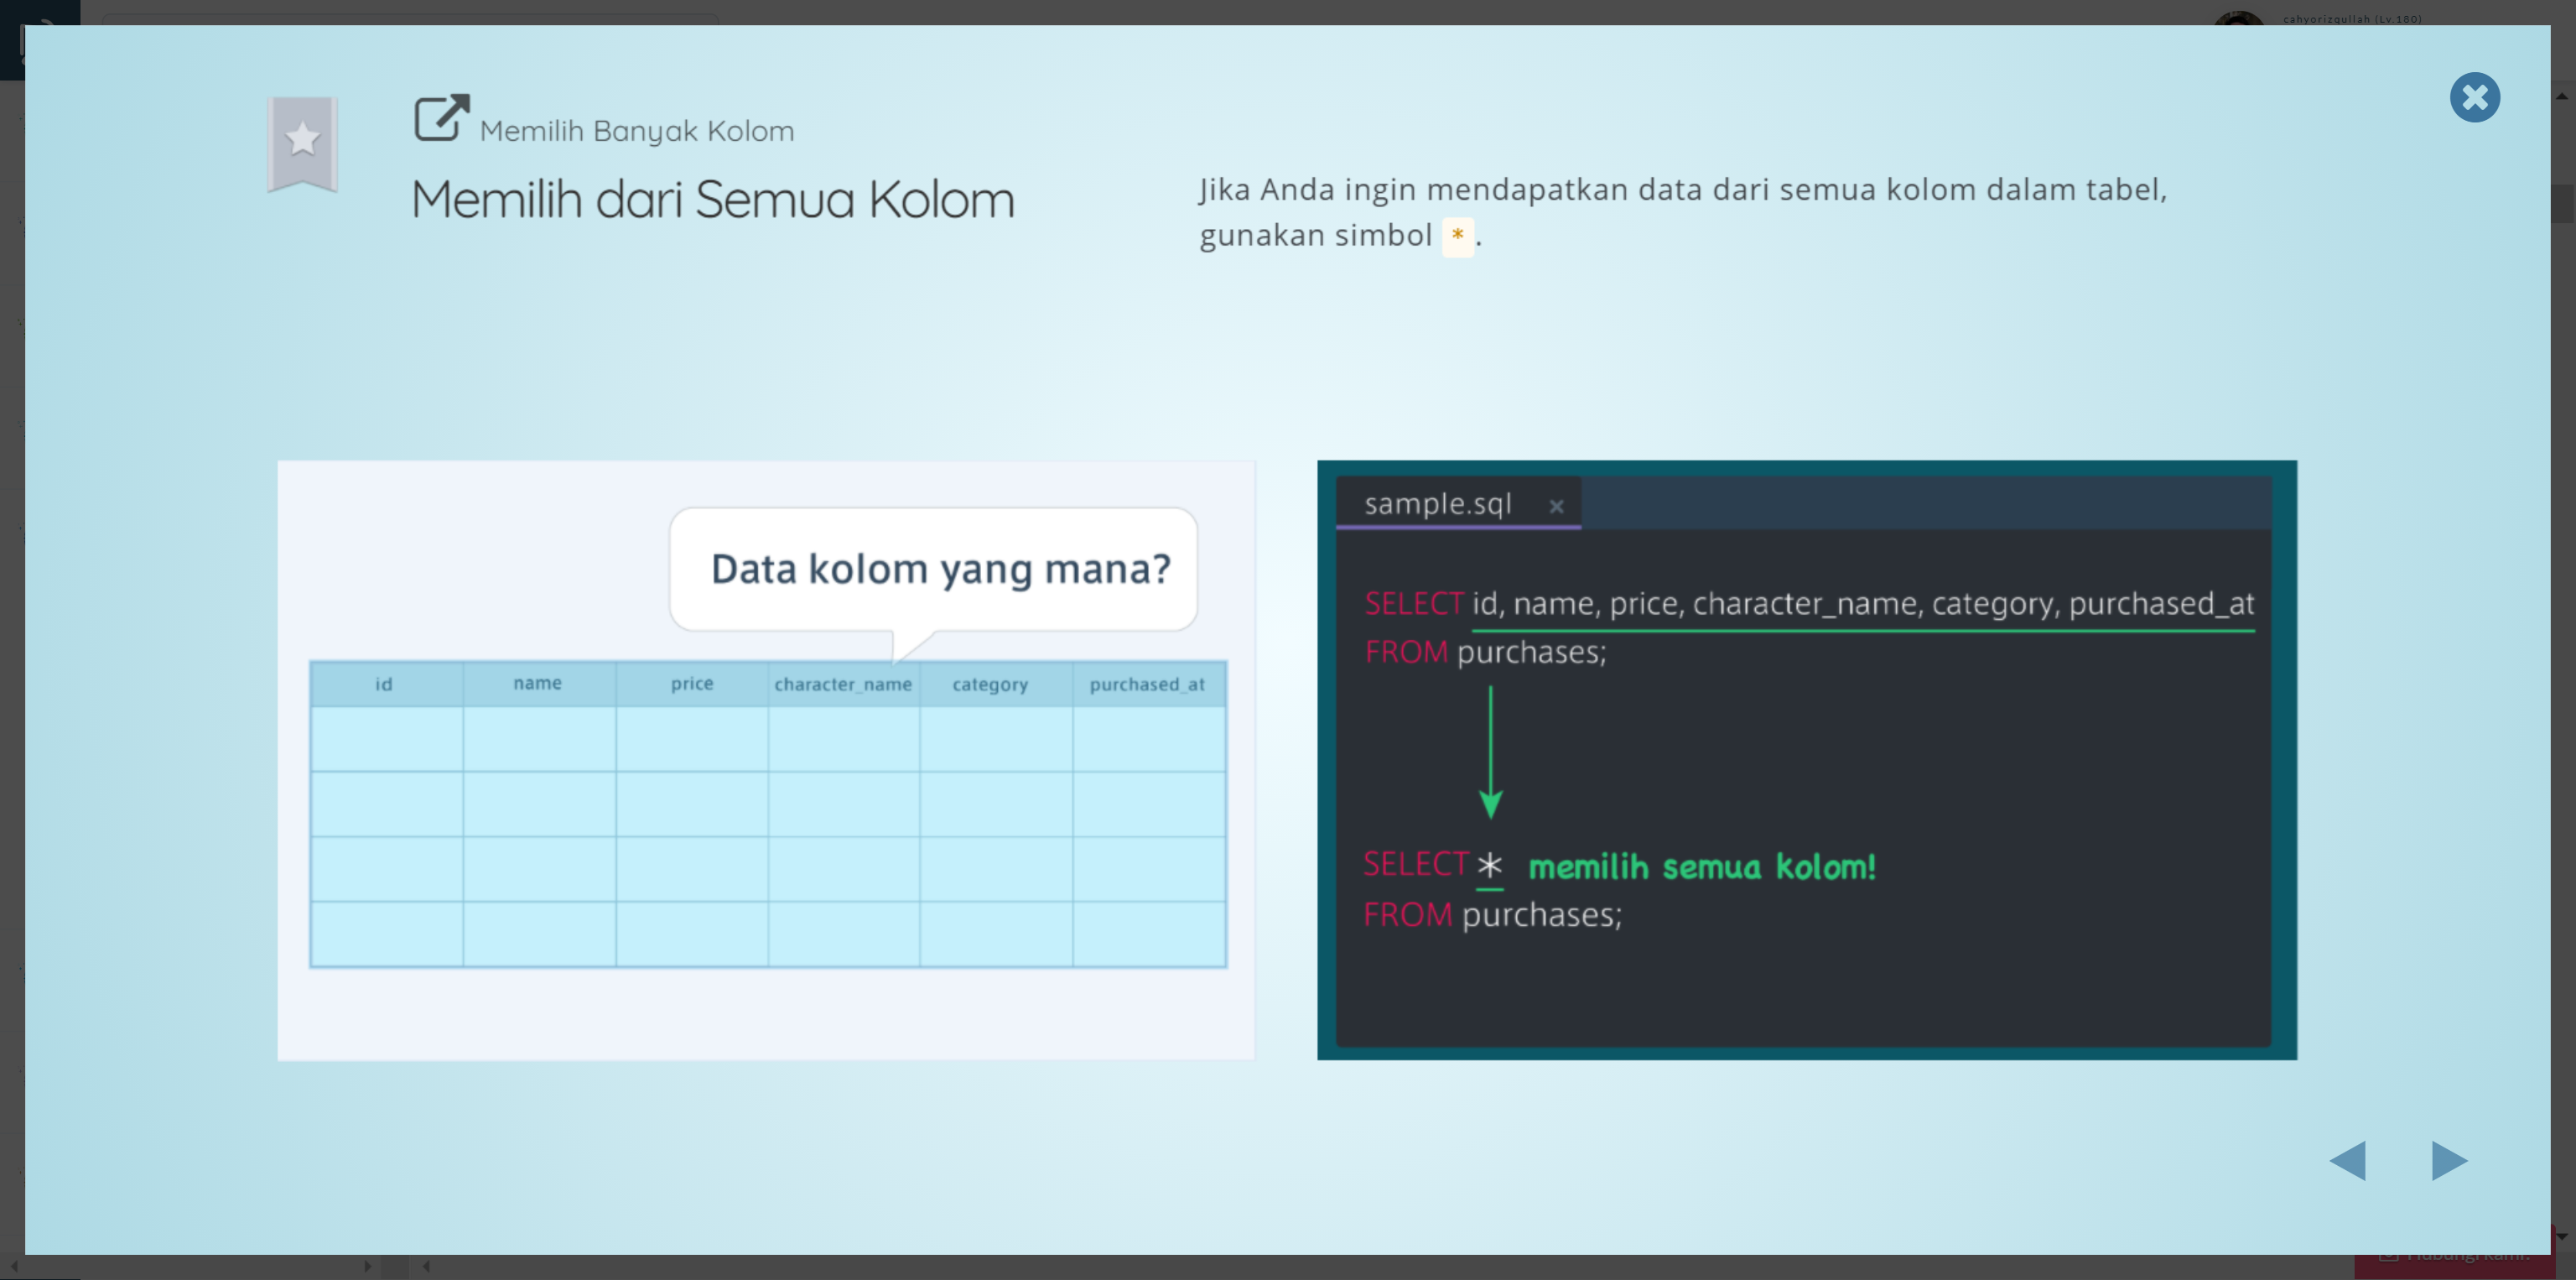 cahyorizqullah (Lv.180)
Memilih Banyak Kolom
Memilih dari Semua Kolom
Jika Anda ingin mendapatkan data dari semua kolom dalam tabel,
gunakan simbol * .
Data kolom yang mana?
id name price character_name category purchased_at
sample.sql ×
SELECT id, name, price, character_name, category, purchased_at
FROM purchases;
SELECT * memilih semua kolom!
FROM purchases;
Hubungi kami.